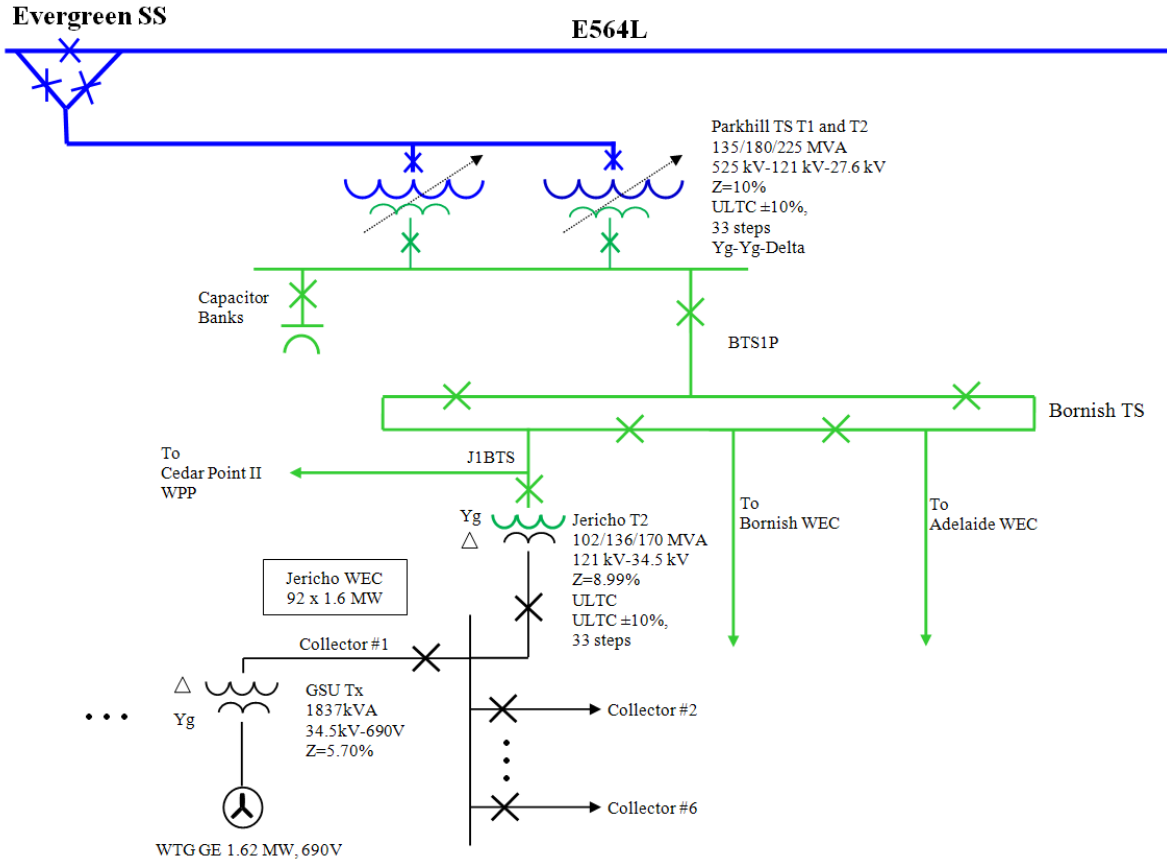 Evergreen SS
E564L
Parkhill TS T1 and T2
135/180/225 MVA
525 kV-121 kV-27.6 kV
Z=10%
ULTC ±10%,
33 steps
Yg-Yg-Delta
Capacitor
Banks
BTS1P
Bornish TS
To
Cedar Point II
WPP
J1BTS
Yg
△
Jericho T2
102/136/170 MVA
121 kV-34.5 kV
Z=8.99%
ULTC
ULTC ±10%,
33 steps
To
Bornish WEC
To
Adelaide WEC
Jericho WEC
92 x 1.6 MW
Collector #1
△
Yg
GSU Tx
1837kVA
34.5kV-690V
Z=5.70%
Collector #2
Collector #6
WTG GE 1.62 MW, 690V